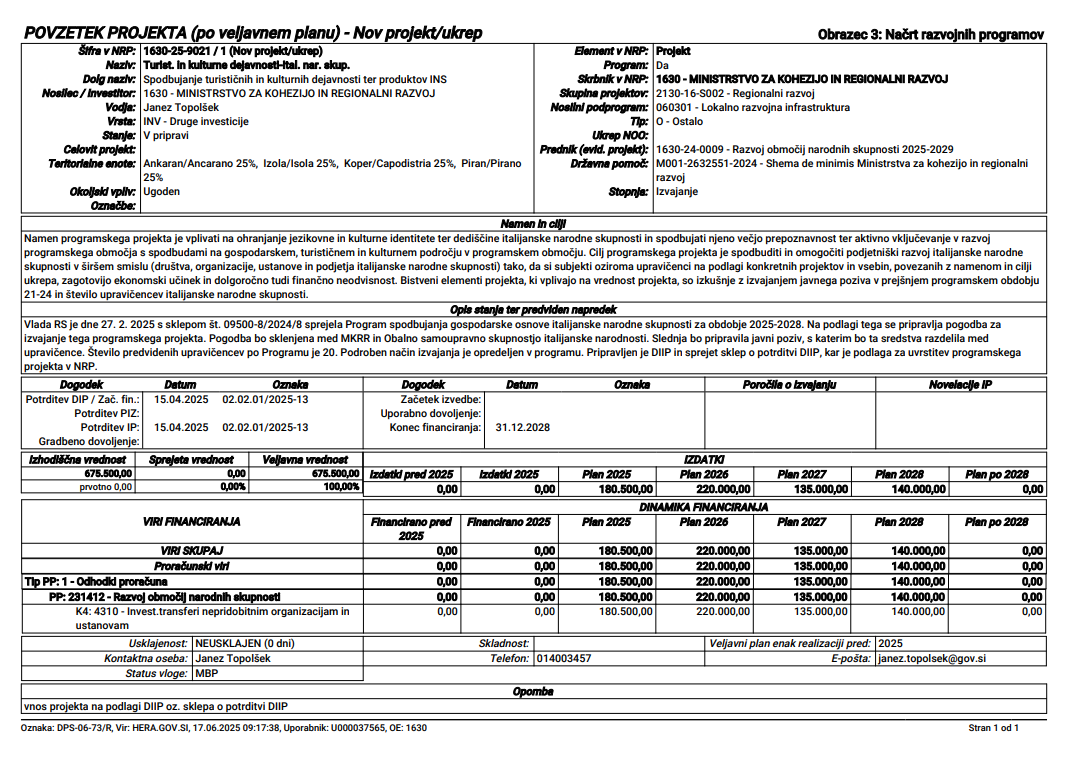 POVZETEK PROJEKTA (po veljavnem planu) - Nov projekt/ukrep
Obrazec 3: Načrt razvojnih programov
Šifra v NRP: 1630-25-9021 / 1 (Nov projekt/ukrep)
Naziv: Turist. in kulturne dejavnosti-ital. nar. skup.
Dolg naziv: Spodbujanje turističnih in kulturnih dejavnosti ter produktov INS
Nosilec / Investitor: 1630 - MINISTRSTVO ZA KOHEZIJO IN REGIONALNI RAZVOJ
Vodja: Janez Topolšek
Vrsta: INV - Druge investicije
Stanje: V pripravi
Celovit projekt:
Teritorialne enote: Ankaran/Ancarano 25%, Izola/Isola 25%, Koper/Capodistria 25%, Piran/Pirano
25%
Okoljski vpliv: Ugoden
Označbe:
Element v NRP: Projekt
Program: Da
Skrbnik v NRP: 1630 - MINISTRSTVO ZA KOHEZIJO IN REGIONALNI RAZVOJ
Skupina projektov: 2130-16-S002 - Regionalni razvoj
Nosilni podprogram: 060301 - Lokalno razvojna infrastruktura
Tip: O - Ostalo
Ukrep NOO:
Prednik (evid. projekt): 1630-24-0009 - Razvoj območij narodnih skupnosti 2025-2029
Državna pomoč: M001-2632551-2024 - Shema de minimis Ministrstva za kohezijo in regionalni
razvoj
Stopnja: Izvajanje
Namen in cilji
Namen programskega projekta je vplivati na ohranjanje jezikovne in kulturne identitete ter dediščine italijanske narodne skupnosti in spodbujati njeno večjo prepoznavnost ter aktivno vključevanje v razvoj
programskega območja s spodbudami na gospodarskem, turističnem in kulturnem področju v programskem območju. Cilj programskega projekta je spodbuditi in omogočiti podjetniški razvoj italijanske narodne
skupnosti v širšem smislu (društva, organizacije, ustanove in podjetja italijanske narodne skupnosti) tako, da si subjekti oziroma upravičenci na podlagi konkretnih projektov in vsebin, povezanih z namenom in cilji
ukrepa, zagotovijo ekonomski učinek in dolgoročno tudi finančno neodvisnost. Bistveni elementi projekta, ki vplivajo na vrednost projekta, so izkušnje z izvajanjem javnega poziva v prejšnjem programskem obdobju
21-24 in število upravičencev italijanske narodne skupnosti.
Opis stanja ter predviden napredek
Vlada RS je dne 27. 2. 2025 s sklepom št. 09500-8/2024/8 sprejela Program spodbujanja gospodarske osnove italijanske narodne skupnosti za obdobje 2025-2028. Na podlagi tega se pripravlja pogodba za
izvajanje tega programskega projekta. Pogodba bo sklenjena med MKRR in Obalno samoupravno skupnostjo italijanske narodnosti. Slednja bo pripravila javni poziv, s katerim bo ta sredstva razdelila med
upravičence. Število predvidenih upravičencev po Programu je 20. Podroben način izvajanja je opredeljen v programu. Pripravljen je DIIP in sprejet sklep o potrditvi DIIP, kar je podlaga za uvrstitev programskega
projekta v NRP.
Dogodek Datum Oznaka Dogodek Datum Oznaka Poročila o izvajanju Novelacije IP
Potrditev DIP / Zač. fin.: 15.04.2025 02.02.01/2025-13 Začetek izvedbe:
Potrditev PIZ: Uporabno dovoljenje:
Potrditev IP: 15.04.2025 02.02.01/2025-13 Konec financiranja: 31.12.2028
Gradbeno dovoljenje:
Izhodiščna vrednost Sprejeta vrednost Veljavna vrednost IZDATKI
675.500,00 0,00 675.500,00 Izdatki pred 2025 Izdatki 2025 Plan 2025 Plan 2026 Plan 2027 Plan 2028 Plan po 2028
prvotno 0,00 0,00% 100,00% 0,00 0,00 180.500,00 220.000,00 135.000,00 140.000,00 0,00
DINAMIKA FINANCIRANJA
VIRI FINANCIRANJA Financirano pred Financirano 2025 Plan 2025 Plan 2026 Plan 2027 Plan 2028 Plan po 2028
2025
VIRI SKUPAJ 0,00 0,00 180.500,00 220.000,00 135.000,00 140.000,00 0,00
Proračunski viri 0,00 0,00 180.500,00 220.000,00 135.000,00 140.000,00 0,00
Tip PP: 1 - Odhodki proračuna 0,00 0,00 180.500,00 220.000,00 135.000,00 140.000,00 0,00
PP: 231412 - Razvoj območij narodnih skupnosti 0,00 0,00 180.500,00 220.000,00 135.000,00 140.000,00 0,00
K4: 4310 - Invest.transferi nepridobitnim organizacijam in 0,00 0,00 180.500,00 220.000,00 135.000,00 140.000,00 0,00
ustanovam
Usklajenost: NEUSKLAJEN (0 dni) Skladnost: Veljavni plan enak realizaciji pred: 2025
Kontaktna oseba: Janez Topolšek Telefon: 014003457 E-pošta: janez.topolsek@gov.si
Status vloge: MBP
Opomba
vnos projekta na podlagi DIIP oz. sklepa o potrditvi DIIP
Oznaka: DPS-06-73/R, Vir: HERA.GOV.SI, 17.06.2025 09:17:38, Uporabnik: U000037565, OE: 1630
Stran 1 od 1